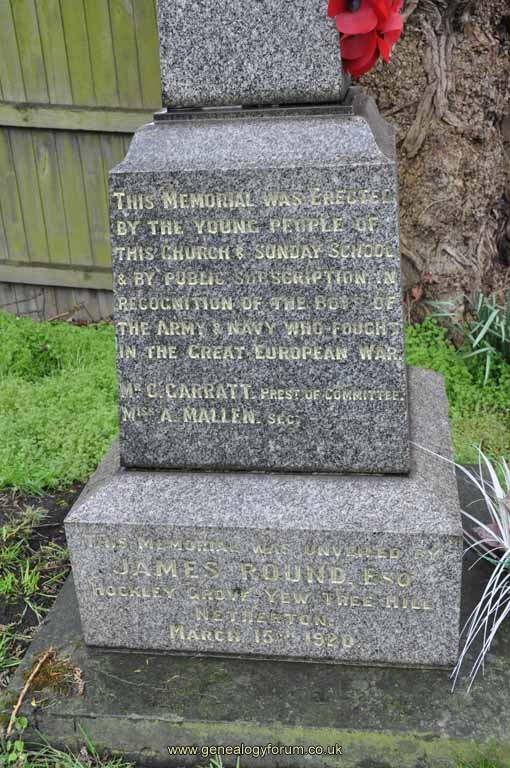 THIS MEMORIAL WAS ERECTED
BY THE YOUNG PEOPLE OF
THIS CHURCH & SUNDAY SCHOOL
& BY PUBLIC SUBSCRIPTION IN
RECOGNITION OF THE BOYS OF
THE ARMY & NAVY WHO FOUGHT
IN THE GREAT EUROPEAN WAR.
MR C. GARRATT. PREST OF COMMITTEE.
MISS A. MALLEN. SEC.
THIS MEMORIAL WAS UNVEILED BY
JAMES ROUND. ESQ
HOCKLEY GROVE, YEW TREE HILL
NETHERTON.
MARCH 15TH 1920.
www.genealogyforum.co.uk